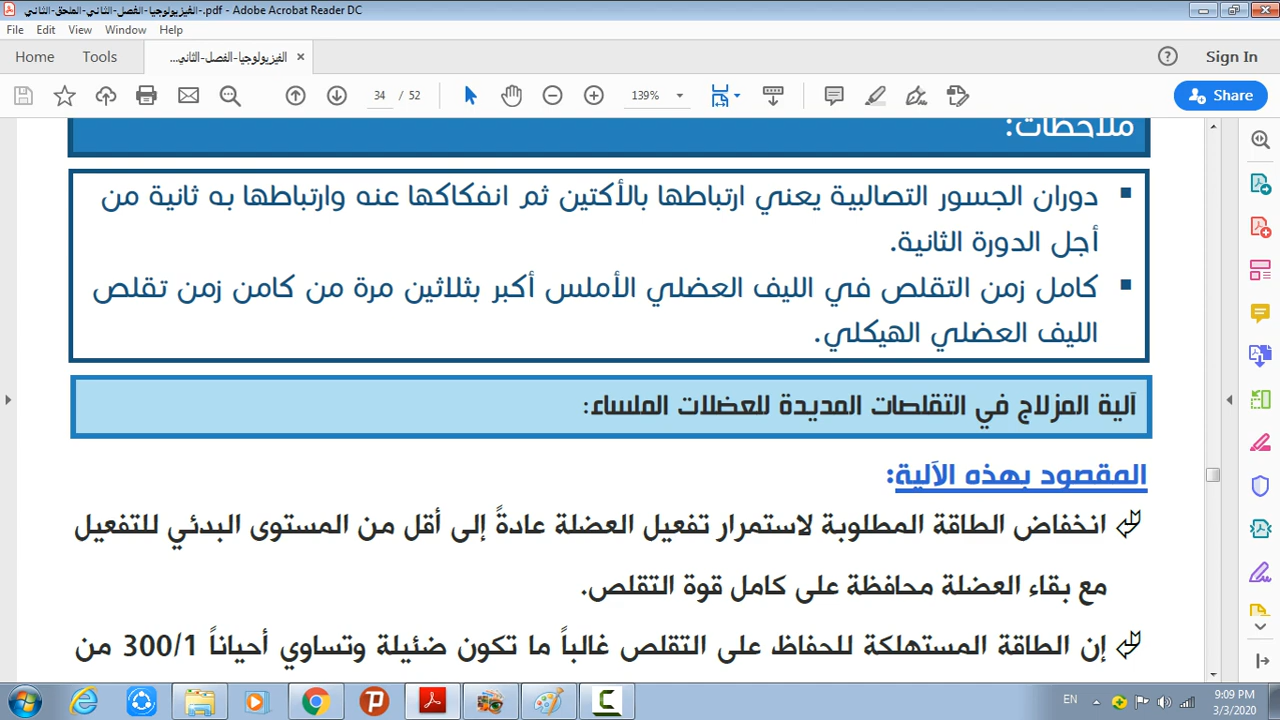 الفيزيولوجيا-الفصل-الثاني-الملحق-الثاني-.pdf - Adobe Acrobat Reader DC
File Edit View Window Help
Home Tools الفيزيولوجيا-الفصل-الثاني... × Sign In
34 / 52 139% Share
ملاحظات:
دوران الجسور التصالبية يعني ارتباطها بالأكتين ثم انفكاكها عنه وارتباطها به ثانية من
أجل الدورة الثانية.
كامل زمن التقلص في الليف العضلي الأملس أكبر بثلاثين مرة من كامن زمن تقلص
الليف العضلي الهيكلي.
آلية المزلاج في التقلصات المديدة للعضلات الملساء:
المقصود بهذه الآلية:
انخفاض الطاقة المطلوبة لاستمرار تفعيل العضلة عادةً إلى أقل من المستوى البدئي للتفعيل
مع بقاء العضلة محافظة على كامل قوة التقلص.
إن الطاقة المستهلكة للحفاظ على التقلص غالباً ما تكون ضئيلة وتساوي أحياناً 300/1 من
EN 9:09 PM
3/3/2020